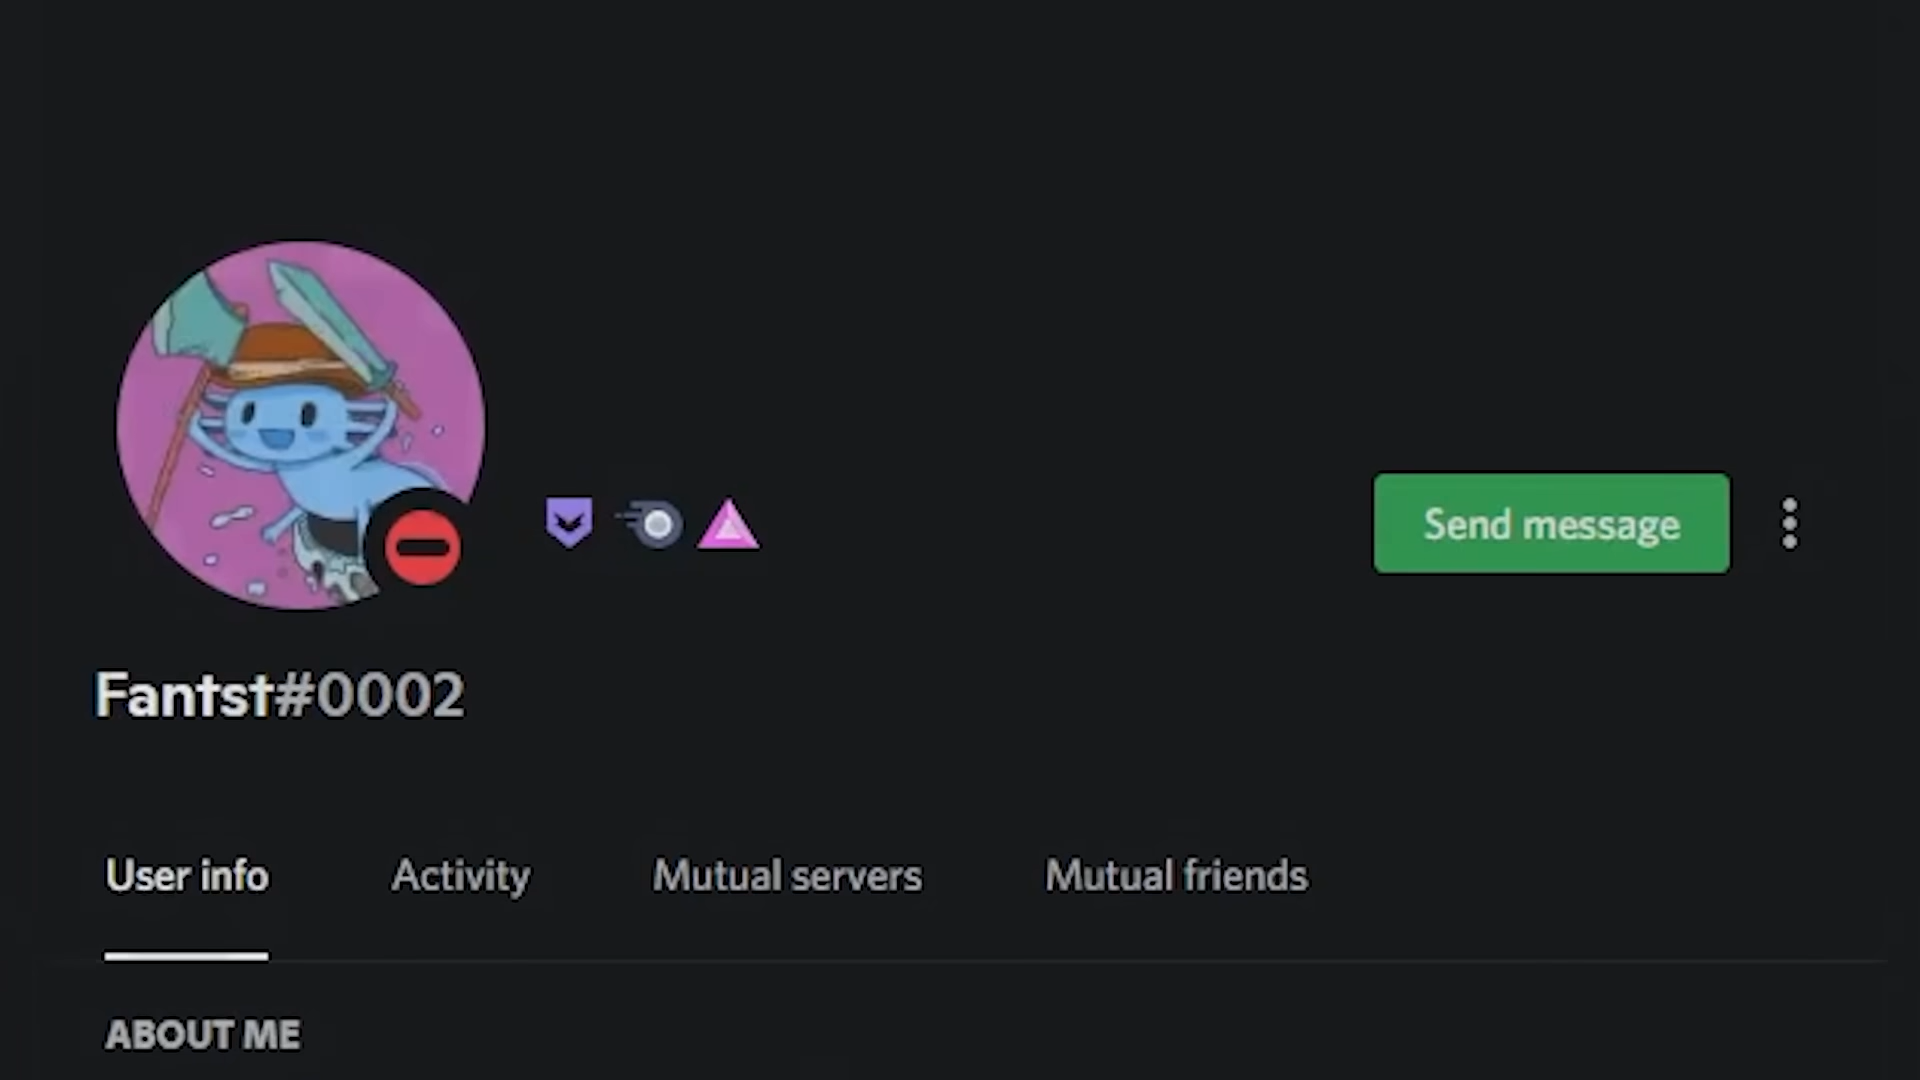 Send message
Fantst#0002
User info Activity Mutual servers Mutual friends
ABOUT ME